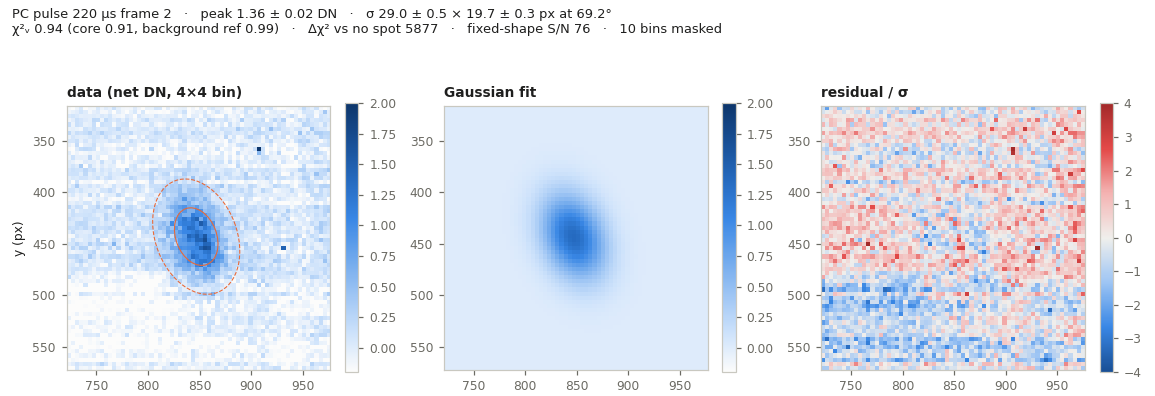 PC pulse 220 µs frame 2 · peak 1.36 ± 0.02 DN · σ 29.0 ± 0.5 × 19.7 ± 0.3 px at 69.2°
χ²ᵥ 0.94 (core 0.91, background ref 0.99) · Δχ² vs no spot 5877 · fixed-shape S/N 76 · 10 bins masked
data (net DN, 4×4 bin) Gaussian fit residual / σ
2.00 2.00 4
1.75 1.75 3
350 350 350
1.50 1.50 2
400 1.25 400 1.25 400 1
1.00 1.00
y (px) 450 450 450 0
0.75 0.75 −1
500 0.50 500 0.50 500
−2
0.25 0.25
550 0.00 550 0.00 550 −3
−4
750 800 850 900 950 750 800 850 900 950 750 800 850 900 950